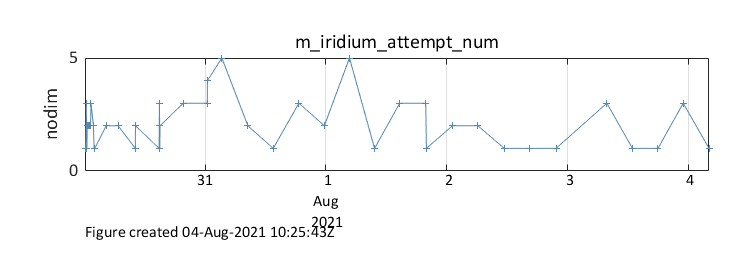 m_iridium_attempt_num
5
nodim
0
31 1 2 3 4
Aug
2021
Figure created 04-Aug-2021 10:25:43Z